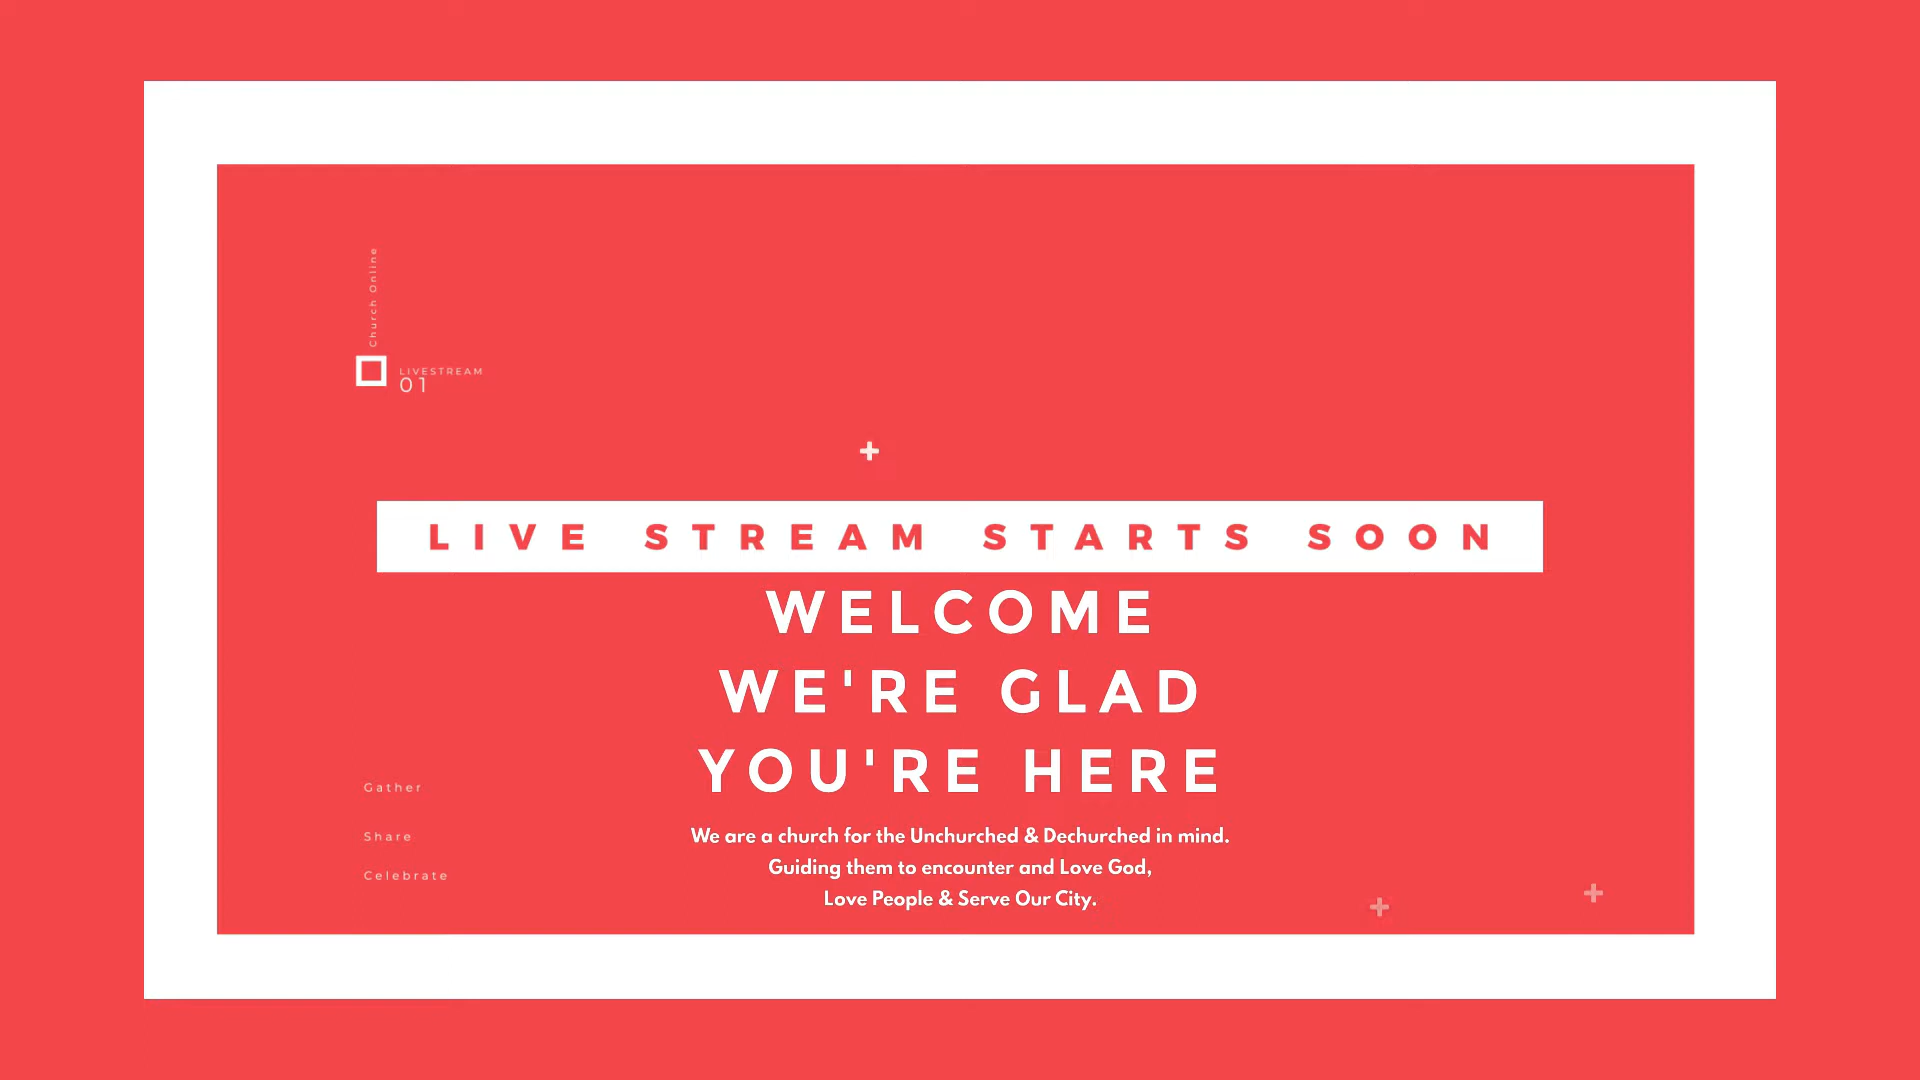 Church Online
LIVESTREAM
01
LIVE STREAM STARTS SOON
WELCOME
WE'RE GLAD
YOU'RE HERE
Gather
Share
Celebrate
We are a church for the Unchurched & Dechurched in mind.
Guiding them to encounter and Love God,
Love People & Serve Our City.